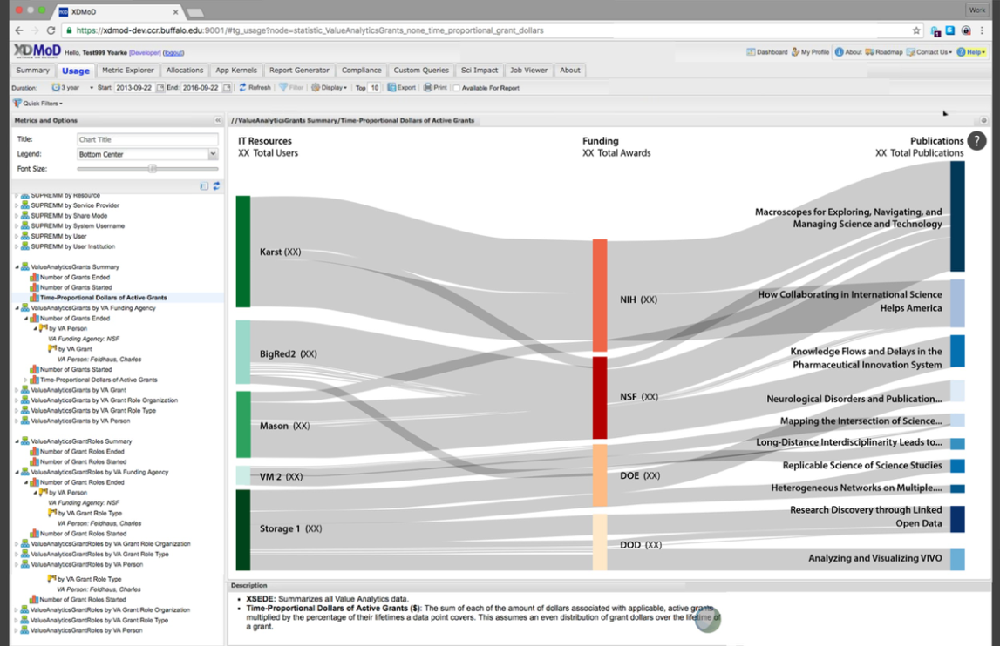 XDMoD
Work
https://xdmod-dev.ccr.buffalo.edu:9001/#tg_usage?node=statistic_ValueAnalyticsGrants_none_time_proportional_grant_dollars
XDMoD Hello, Test999 Yearke [Developer] (logout)
Dashboard My Profile About Roadmap Contact Us Help
Summary Usage Metric Explorer Allocations App Kernels Report Generator Compliance Custom Queries Sci Impact Job Viewer About
Duration: 3 year Start: 2013-09-22 End: 2016-09-22 Refresh Filter Display Top 10 Export Print Available For Report
Quick Filters
Metrics and Options
Title: Chart Title
Legend: Bottom Center
Font Size:
SUPREMM by Resource
SUPREMM by Service Provider
SUPREMM by Share Mode
SUPREMM by System Username
SUPREMM by User
SUPREMM by User Institution
ValueAnalyticsGrants Summary
Number of Grants Ended
Number of Grants Started
Time-Proportional Dollars of Active Grants
ValueAnalyticsGrants by VA Funding Agency
Number of Grants Ended
by VA Person
VA Funding Agency: NSF
by VA Grant
VA Person: Feldhaus, Charles
Number of Grants Started
Time-Proportional Dollars of Active Grants
ValueAnalyticsGrants by VA Grant
ValueAnalyticsGrants by VA Grant Role Organization
ValueAnalyticsGrants by VA Grant Role Type
ValueAnalyticsGrants by VA Person
ValueAnalyticsGrantRoles Summary
Number of Grant Roles Ended
Number of Grant Roles Started
ValueAnalyticsGrantRoles by VA Funding Agency
Number of Grant Roles Ended
by VA Person
VA Funding Agency: NSF
by VA Grant Role Type
VA Person: Feldhaus, Charles
Number of Grant Roles Started
ValueAnalyticsGrantRoles by VA Grant Role Organization
ValueAnalyticsGrantRoles by VA Grant Role Type
ValueAnalyticsGrantRoles by VA Person
by VA Grant Role Type
VA Person: Feldhaus, Charles
Number of Grant Roles Started
ValueAnalyticsGrantRoles by VA Grant Role Organization
ValueAnalyticsGrantRoles by VA Grant Role Type
ValueAnalyticsGrantRoles by VA Person
//ValueAnalyticsGrants Summary/Time-Proportional Dollars of Active Grants
IT Resources
XX Total Users
Funding
XX Total Awards
Publications
XX Total Publications
?
Karst (XX)
BigRed2 (XX)
Mason (XX)
VM 2 (XX)
Storage 1 (XX)
NIH (XX)
NSF (XX)
DOE (XX)
DOD (XX)
Macroscopes for Exploring, Navigating, and
Managing Science and Technology
How Collaborating in International Science
Helps America
Knowledge Flows and Delays in the
Pharmaceutical Innovation System
Neurological Disorders and Publication...
Mapping the Intersection of Science...
Long-Distance Interdisciplinarity Leads to...
Replicable Science of Science Studies
Heterogeneous Networks on Multiple....
Research Discovery through Linked
Open Data
Analyzing and Visualizing VIVO
Description
XSEDE: Summarizes all Value Analytics data.
Time-Proportional Dollars of Active Grants ($): The sum of each of the amount of dollars associated with applicable, active grants
multiplied by the percentage of their lifetimes a data point covers. This assumes an even distribution of grant dollars over the lifetime of
a grant.